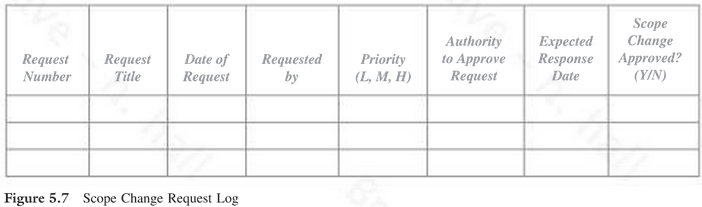 Request Number
Request Title
Date of Request
Requested by
Priority (L, M, H)
Authority to Approve Request
Expected Response Date
Scope Change Approved? (Y/N)
Figure 5.7 Scope Change Request Log